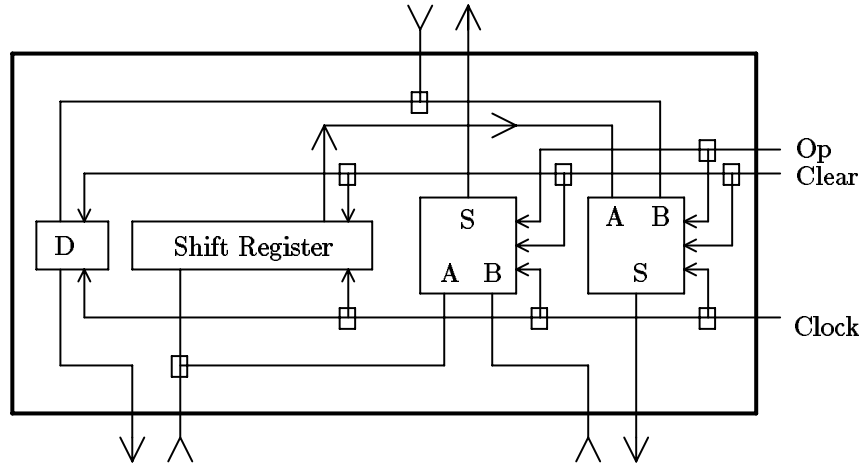 Op
Clear
A B
S
D
Shift Register
A B
S
Clock